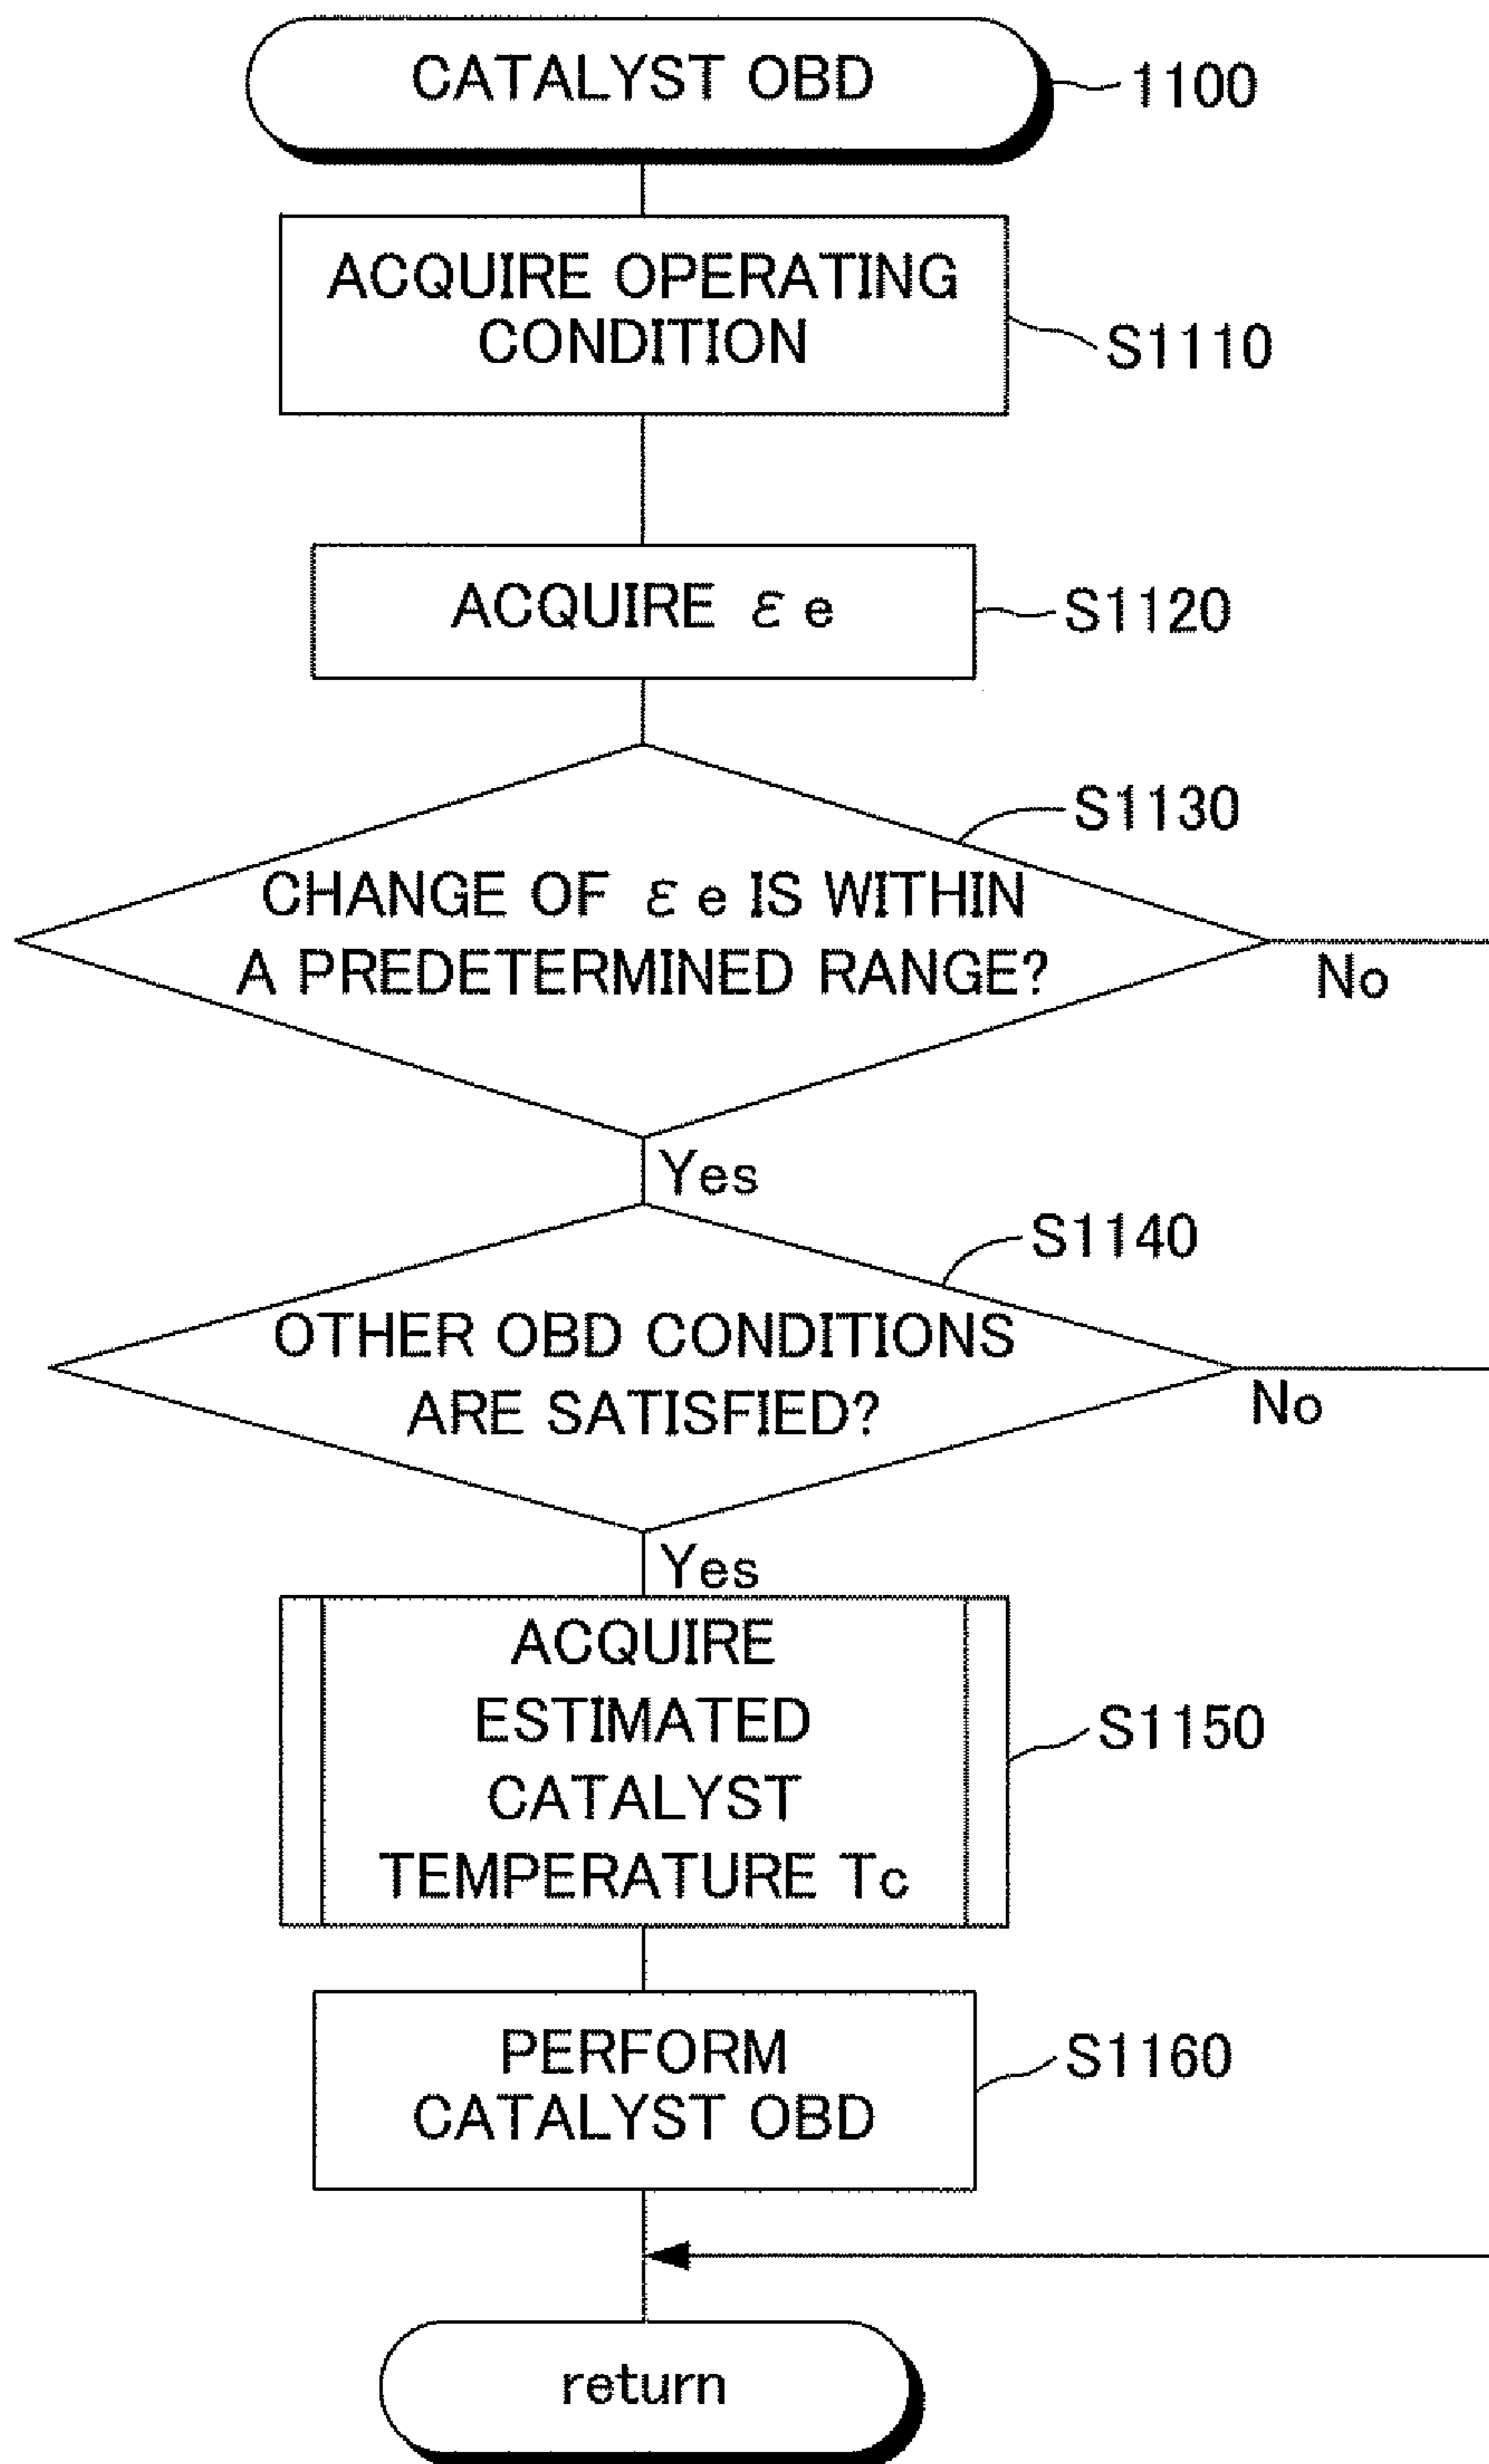 CATALYST OBD
1100
ACQUIRE OPERATING
CONDITION
S1110
ACQUIRE εe
S1120
S1130
CHANGE OF εe IS WITHIN
A PREDETERMINED RANGE?
No
Yes
S1140
OTHER OBD CONDITIONS
ARE SATISFIED?
No
Yes
ACQUIRE
ESTIMATED
CATALYST
TEMPERATURE Tc
S1150
PERFORM
CATALYST OBD
S1160
return